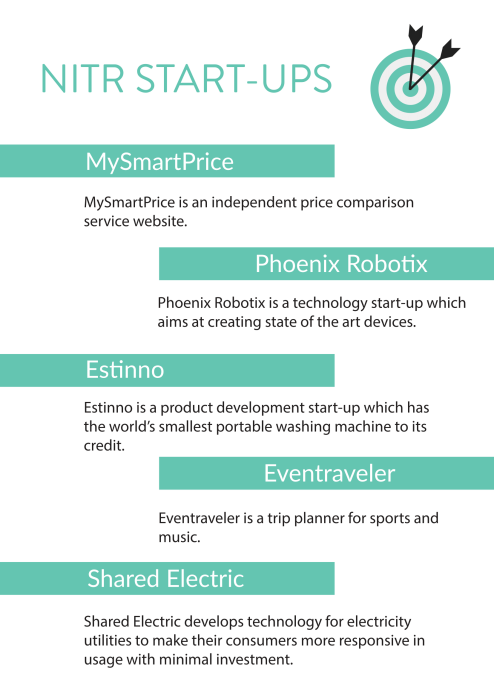 NITR START-UPS
MySmartPrice
MySmartPrice is an independent price comparison
service website.
Phoenix Robotix
Phoenix Robotix is a technology start-up which
aims at creating state of the art devices.
Estinno
Estinno is a product development start-up which has
the world’s smallest portable washing machine to its
credit.
Eventraveler
Eventraveler is a trip planner for sports and
music.
Shared Electric
Shared Electric develops technology for electricity
utilities to make their consumers more responsive in
usage with minimal investment.